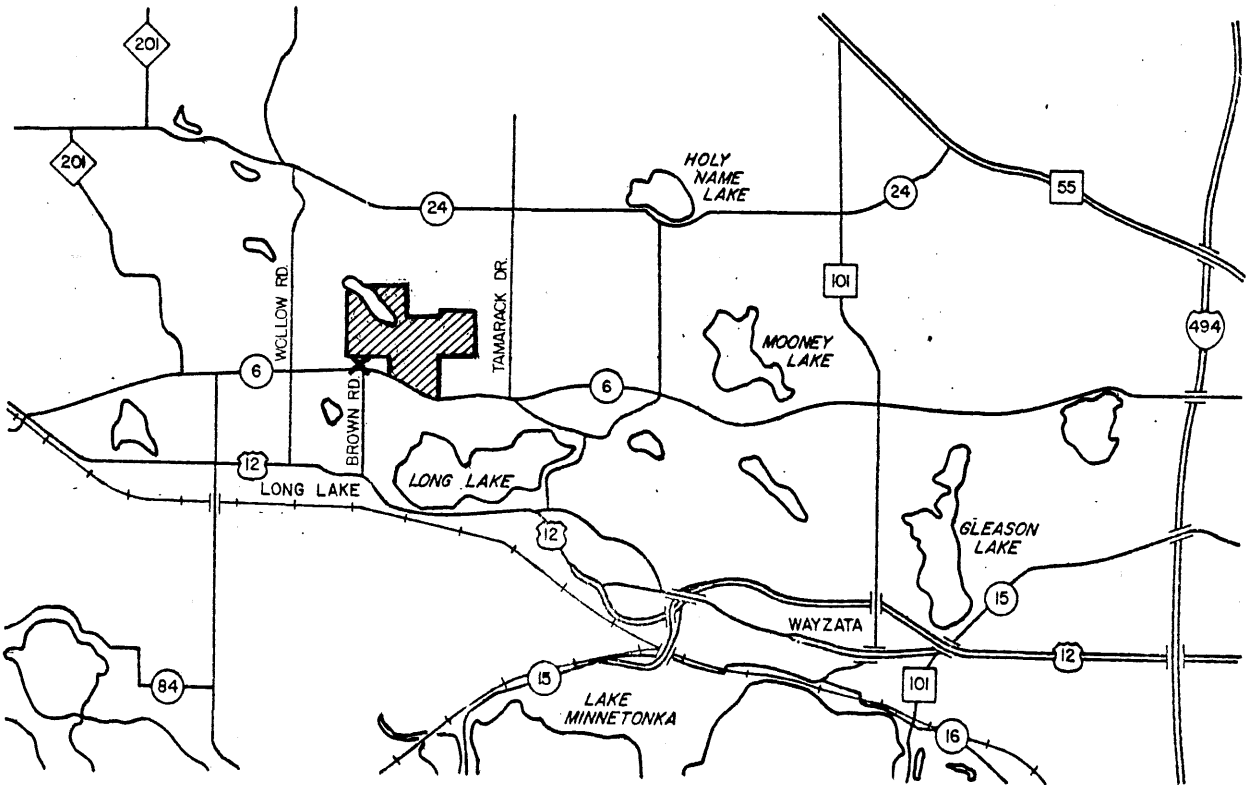 201
201
HOLY
NAME
LAKE
24
24
55
WOLLOW RD.
TAMARACK DR.
101
494
MOONEY
LAKE
6
6
BROWN RD.
12
LONG LAKE
LONG LAKE
12
GLEASON
LAKE
15
WAYZATA
12
84
15
101
LAKE
MINNETONKA
16